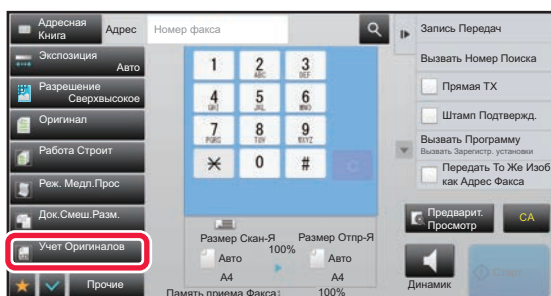 Адресная
Книга
Адрес
Номер факса
Экспозиция
Авто
Разрешение
Сверхвысокое
Оригинал
Работа Строит
Реж. Медл.Прос
Док.Смеш.Разм.
Учет Оригиналов
Прочие
1
2
ABC
3
DEF
4
GHI
5
JKL
6
MNO
7
PQRS
8
TUV
9
WXYZ
0
#
C
Размер Скан-Я
Размер Отпр-Я
100%
Авто
Авто
A4
A4
Память приема Факса:
100%
Запись Передач
Вызвать Номер Поиска
Прямая TX
Штамп Подтвержд.
Вызвать Программу
Вызвать Зарегистр. установки
Передать То Же Изоб
как Адрес Факса
Предварит.
Просмотр
CA
Динамик
Старт